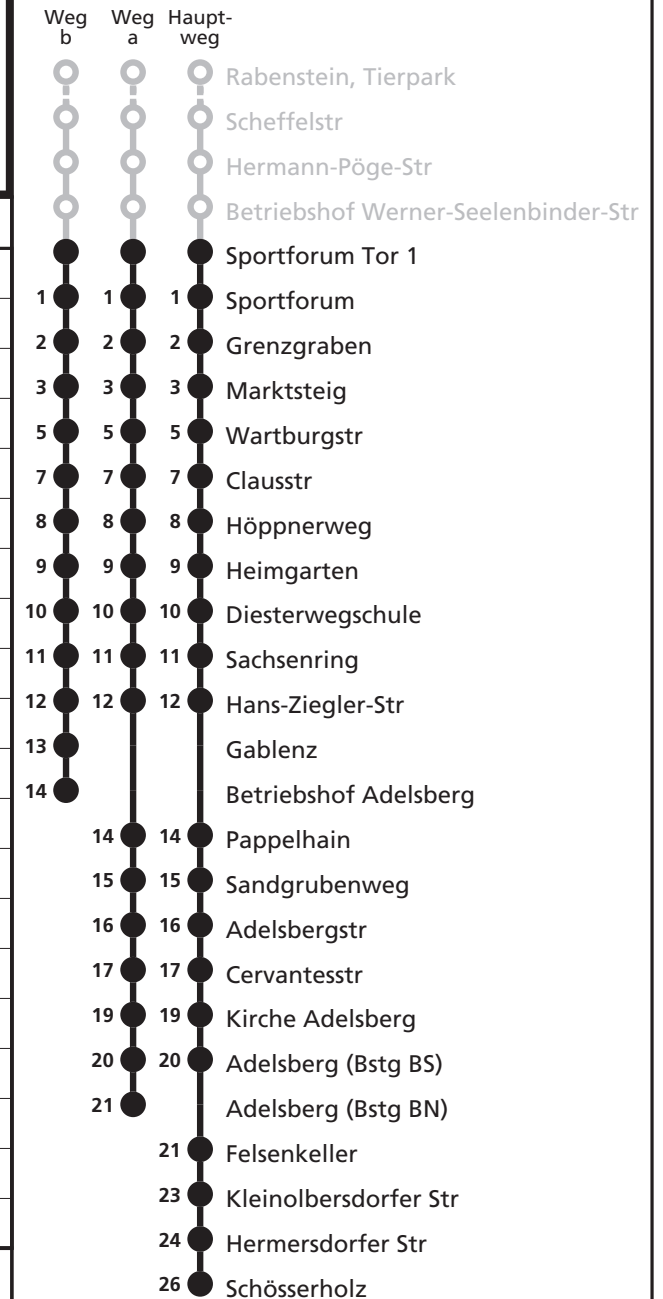 Weg Weg Haupt-
b a weg
Rabenstein, Tierpark
Scheffelstr
Hermann-Pöge-Str
Betriebshof Werner-Seelenbinder-Str
Sportforum Tor 1
1 1 1 Sportforum
2 2 2 Grenzgraben
3 3 3 Marktsteig
5 5 5 Wartburgstr
7 7 7 Clausstr
8 8 8 Höppnerweg
9 9 9 Heimgarten
10 10 10 Diesterwegschule
11 11 11 Sachsenring
12 12 12 Hans-Ziegler-Str
13 Gablenz
14 Betriebshof Adelsberg
14 14 Pappelhain
15 15 Sandgrubenweg
16 16 Adelsbergstr
17 17 Cervantesstr
19 19 Kirche Adelsberg
20 20 Adelsberg (Bstg BS)
21 Adelsberg (Bstg BN)
21 Felsenkeller
23 Kleinolbersdorfer Str
24 Hermersdorfer Str
26 Schösserholz